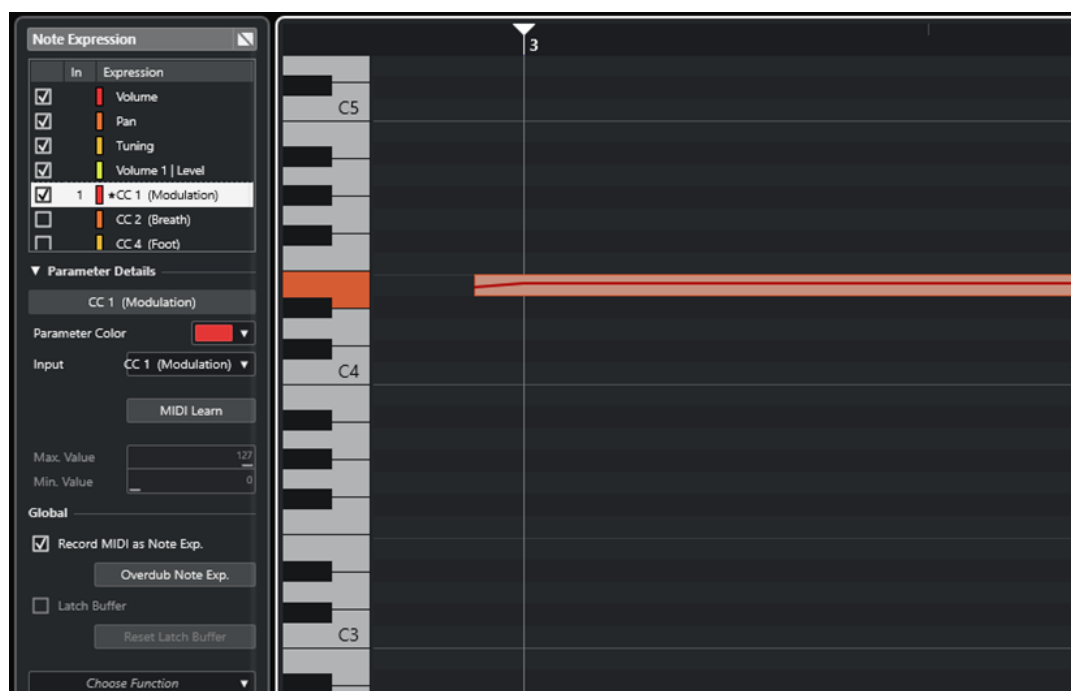 Note Expression
In Expression
Volume
Pan
Tuning
Volume 1 | Level
1 ★CC 1 (Modulation)
CC 2 (Breath)
CC 4 (Foot)
▼ Parameter Details
CC 1 (Modulation)
Parameter Color
Input CC 1 (Modulation)
MIDI Learn
Max. Value 127
Min. Value 0
Global
Record MIDI as Note Exp.
Overdub Note Exp.
Latch Buffer
Reset Latch Buffer
Choose Function
3
C5
C4
C3